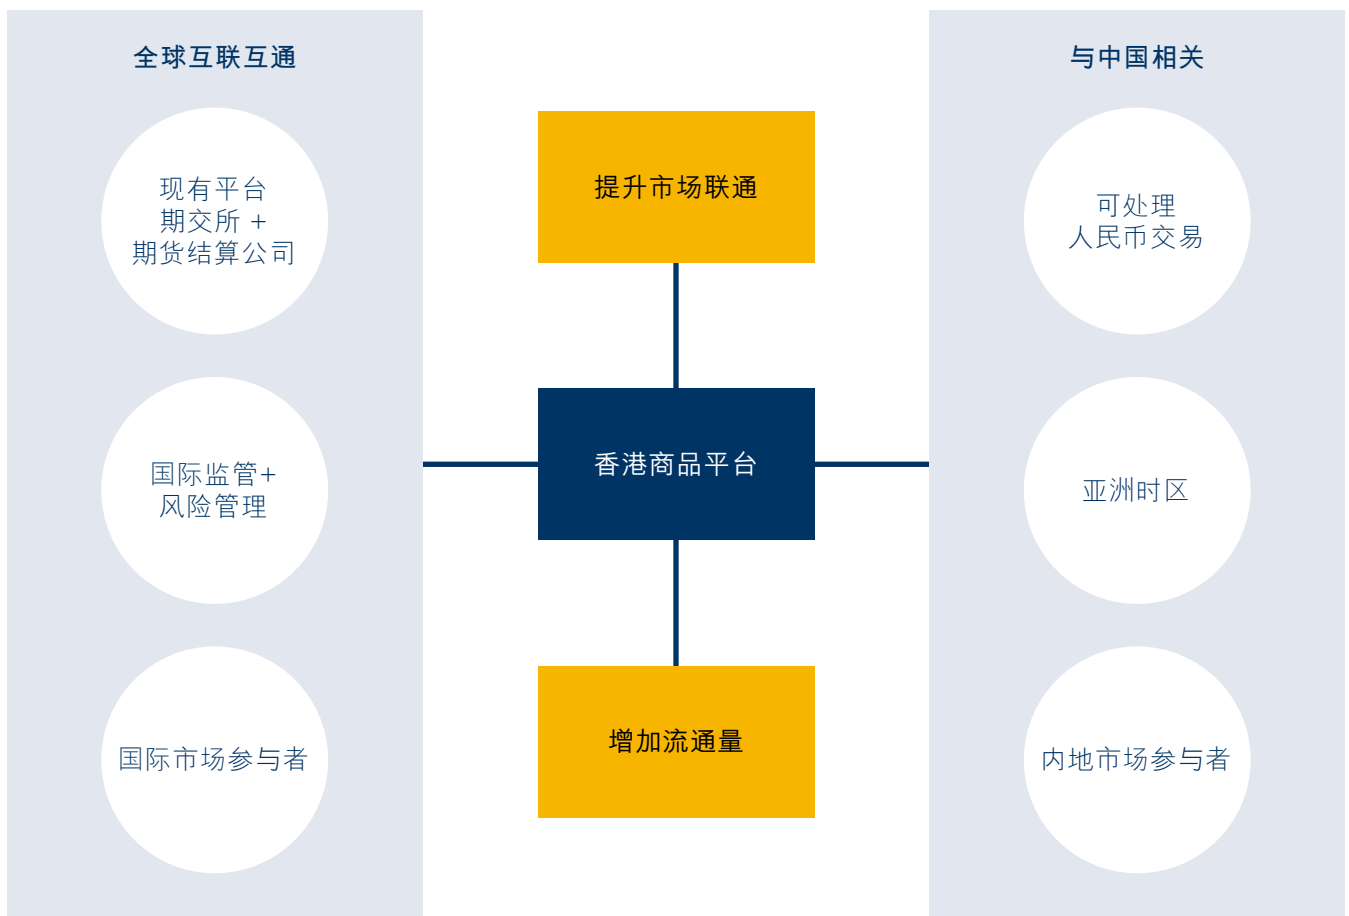 全球互联互通
现有平台
期交所 +
期货结算公司
国际监管+
风险管理
国际市场参与者
提升市场联通
香港商品平台
增加流通量
与中国相关
可处理
人民币交易
亚洲时区
内地市场参与者